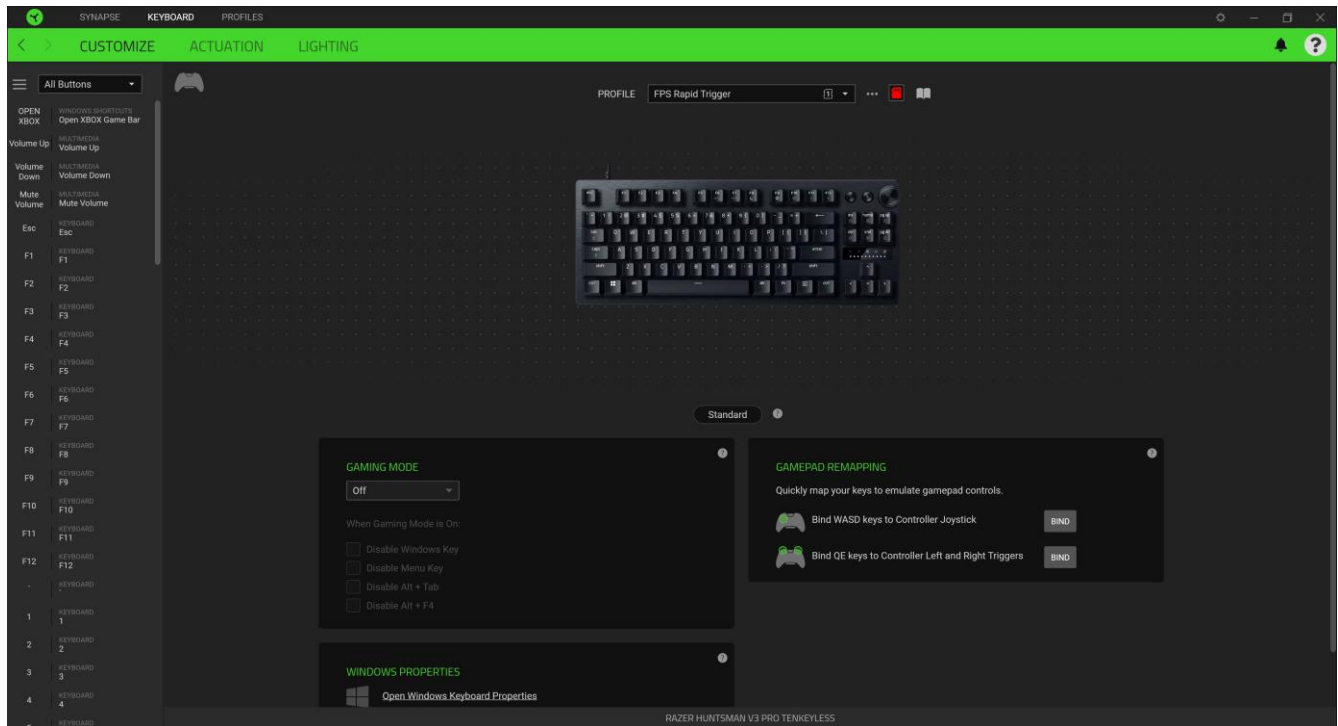 SYNAPSE KEYBOARD PROFILES
CUSTOMIZE ACTUATION LIGHTING
?
All Buttons
PROFILE FPS Rapid Trigger 1
OPEN XBOX
WINDOWS SHORTCUTS
Open XBOX Game Bar
Volume Up
MULTIMEDIA
Volume Up
Volume Down
MULTIMEDIA
Volume Down
Mute Volume
MULTIMEDIA
Mute Volume
Esc
KEYBOARD
Esc
F1
KEYBOARD
F1
F2
KEYBOARD
F2
F3
KEYBOARD
F3
F4
KEYBOARD
F4
F5
KEYBOARD
F5
F6
KEYBOARD
F6
F7
KEYBOARD
F7
F8
KEYBOARD
F8
F9
KEYBOARD
F9
F10
KEYBOARD
F10
F11
KEYBOARD
F11
F12
KEYBOARD
F12
KEYBOARD
1
KEYBOARD
1
2
KEYBOARD
2
3
KEYBOARD
3
4
KEYBOARD
4
KEYBOARD
Standard ?
GAMING MODE
Off
When Gaming Mode is On:
Disable Windows Key
Disable Menu Key
Disable Alt + Tab
Disable Alt + F4
GAMEPAD REMAPPING
Quickly map your keys to emulate gamepad controls.
Bind WASD keys to Controller Joystick BIND
Bind QE keys to Controller Left and Right Triggers BIND
WINDOWS PROPERTIES
Open Windows Keyboard Properties
RAZER HUNTSMAN V3 PRO TENKEYLESS